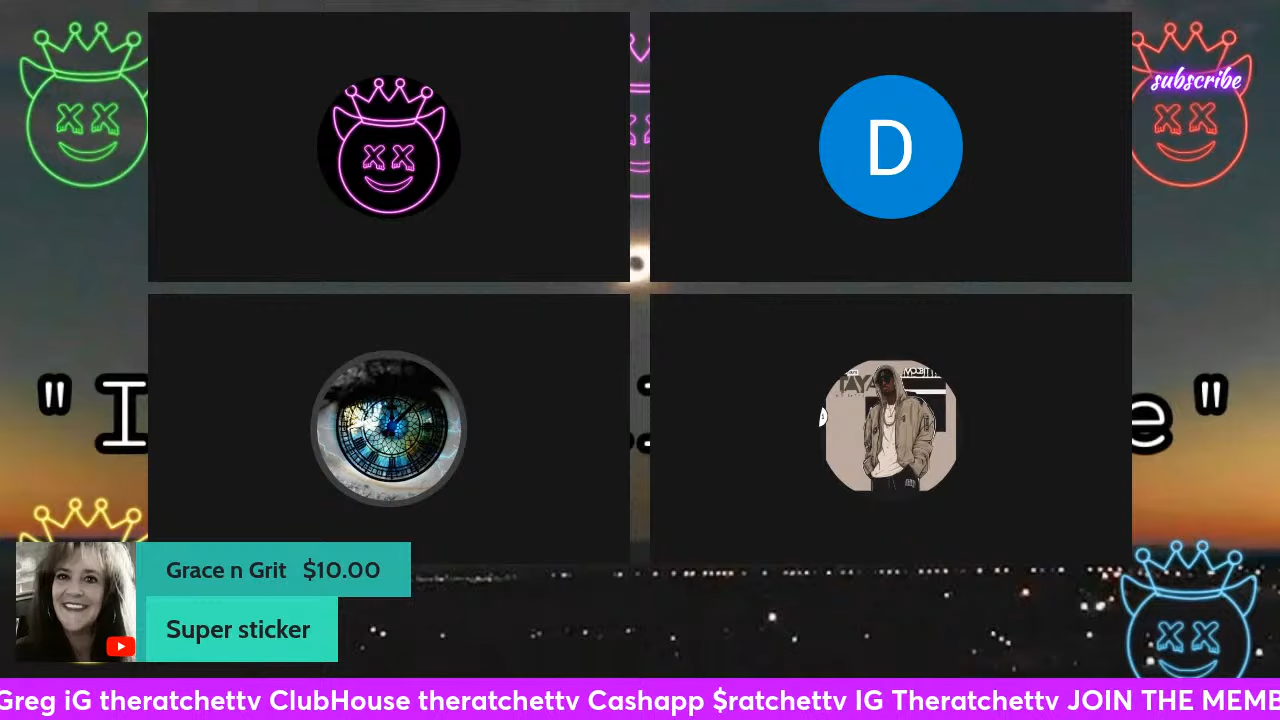 subscribe
D
TAYA
"I
e"
Grace n Grit $10.00
Super sticker
Greg iG theratchettv ClubHouse theratchettv Cashapp $ratchettv IG Theratchettv JOIN THE MEMB